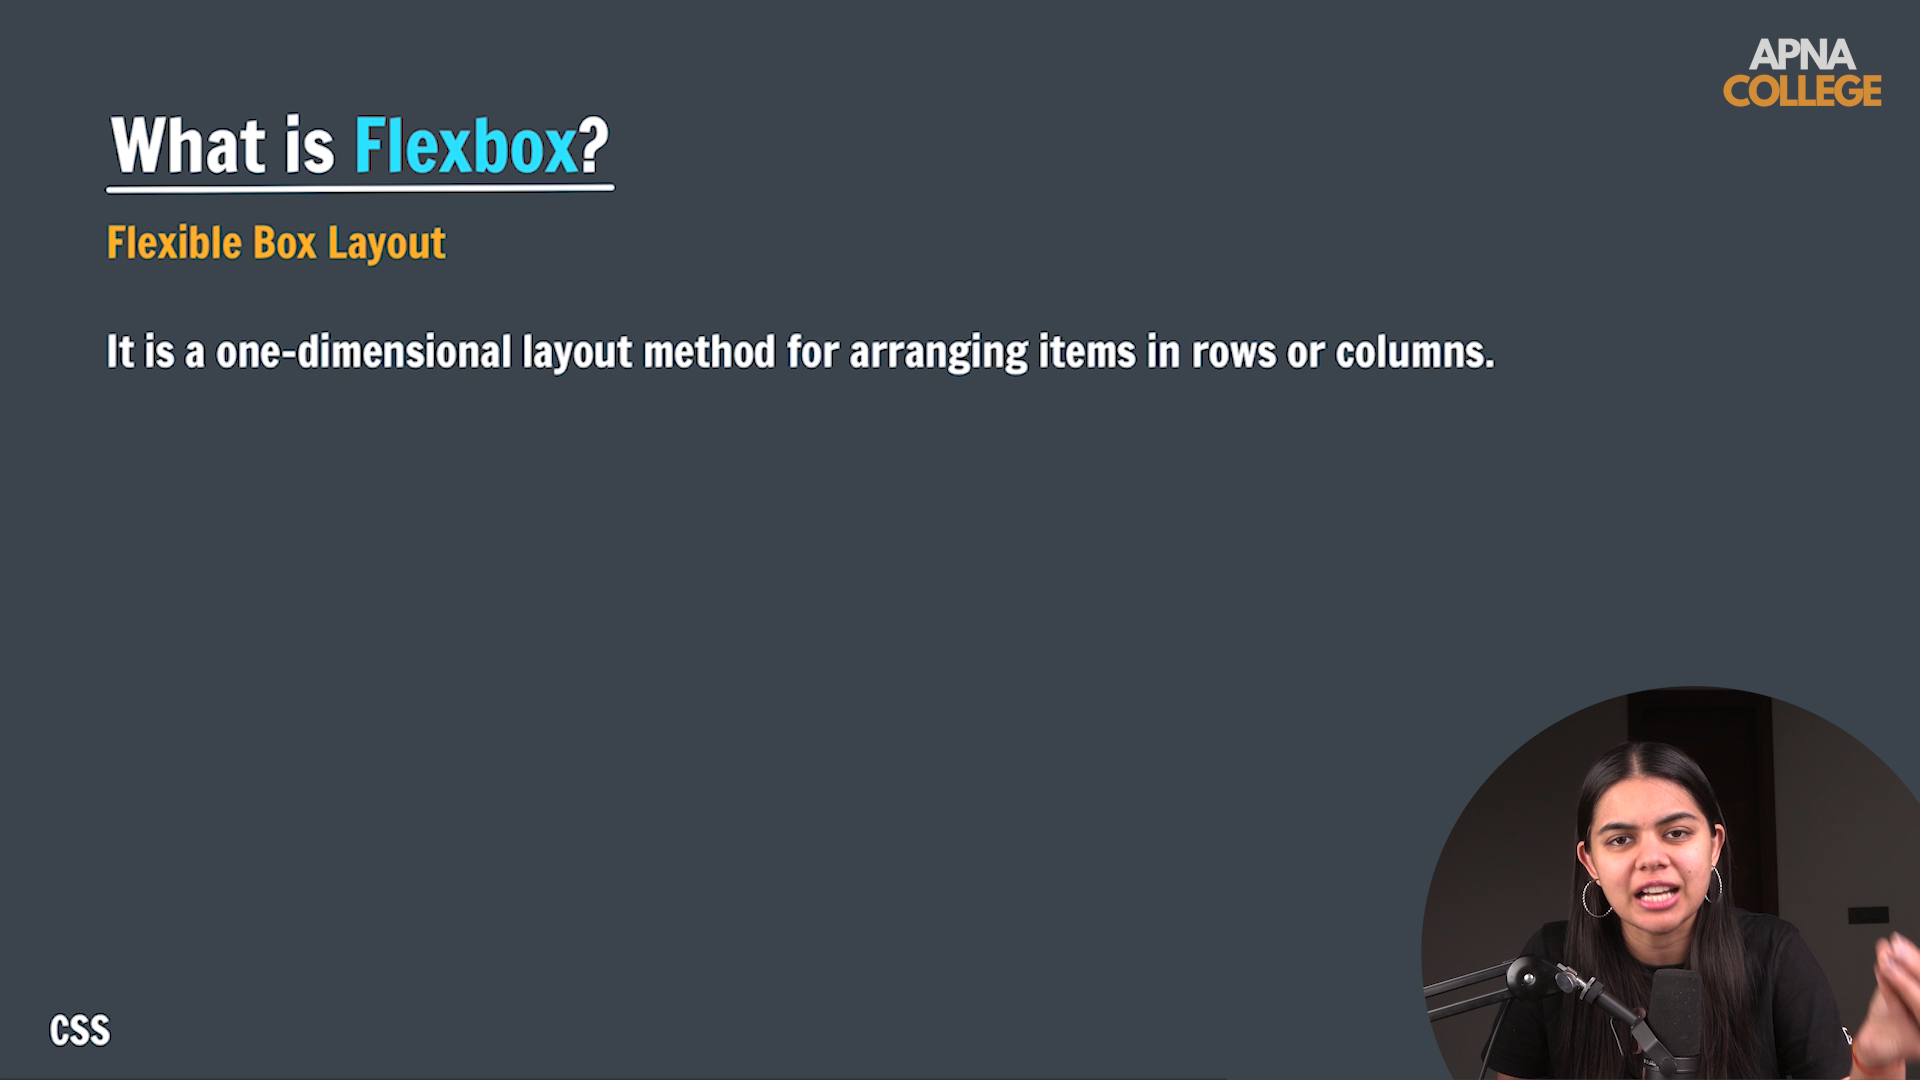 APNA
COLLEGE
What is Flexbox?
Flexible Box Layout
It is a one-dimensional layout method for arranging items in rows or columns.
CSS